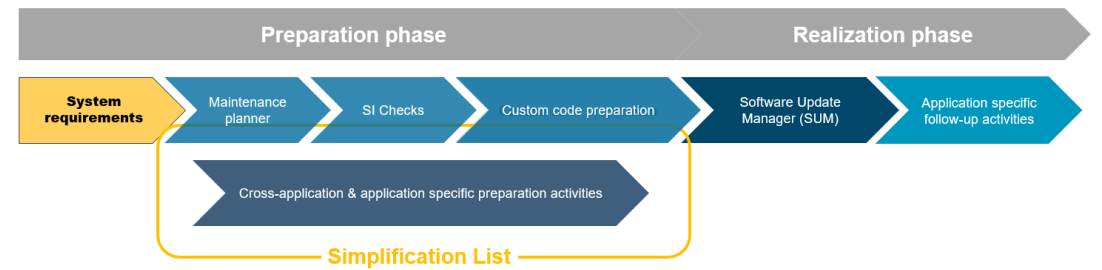 Preparation phase
Realization phase
System
requirements
Maintenance
planner
SI Checks
Custom code preparation
Software Update
Manager (SUM)
Application specific
follow-up activities
Cross-application & application specific preparation activities
Simplification List